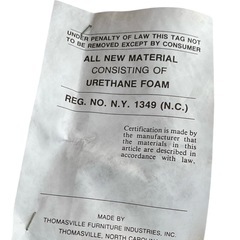 UNDER PENALTY OF LAW THIS TAG NOT
TO BE REMOVED EXCEPT BY CONSUMER
ALL NEW MATERIAL
CONSISTING OF
URETHANE FOAM
REG. NO. N.Y. 1349 (N.C.)
Certification is made by
the manufacturer that the
the materials in this
article are described in
accordance with law.
MADE BY
THOMASVILLE FURNITURE INDUSTRIES, INC.
THOMASVILLE, NORTH CAROLINA